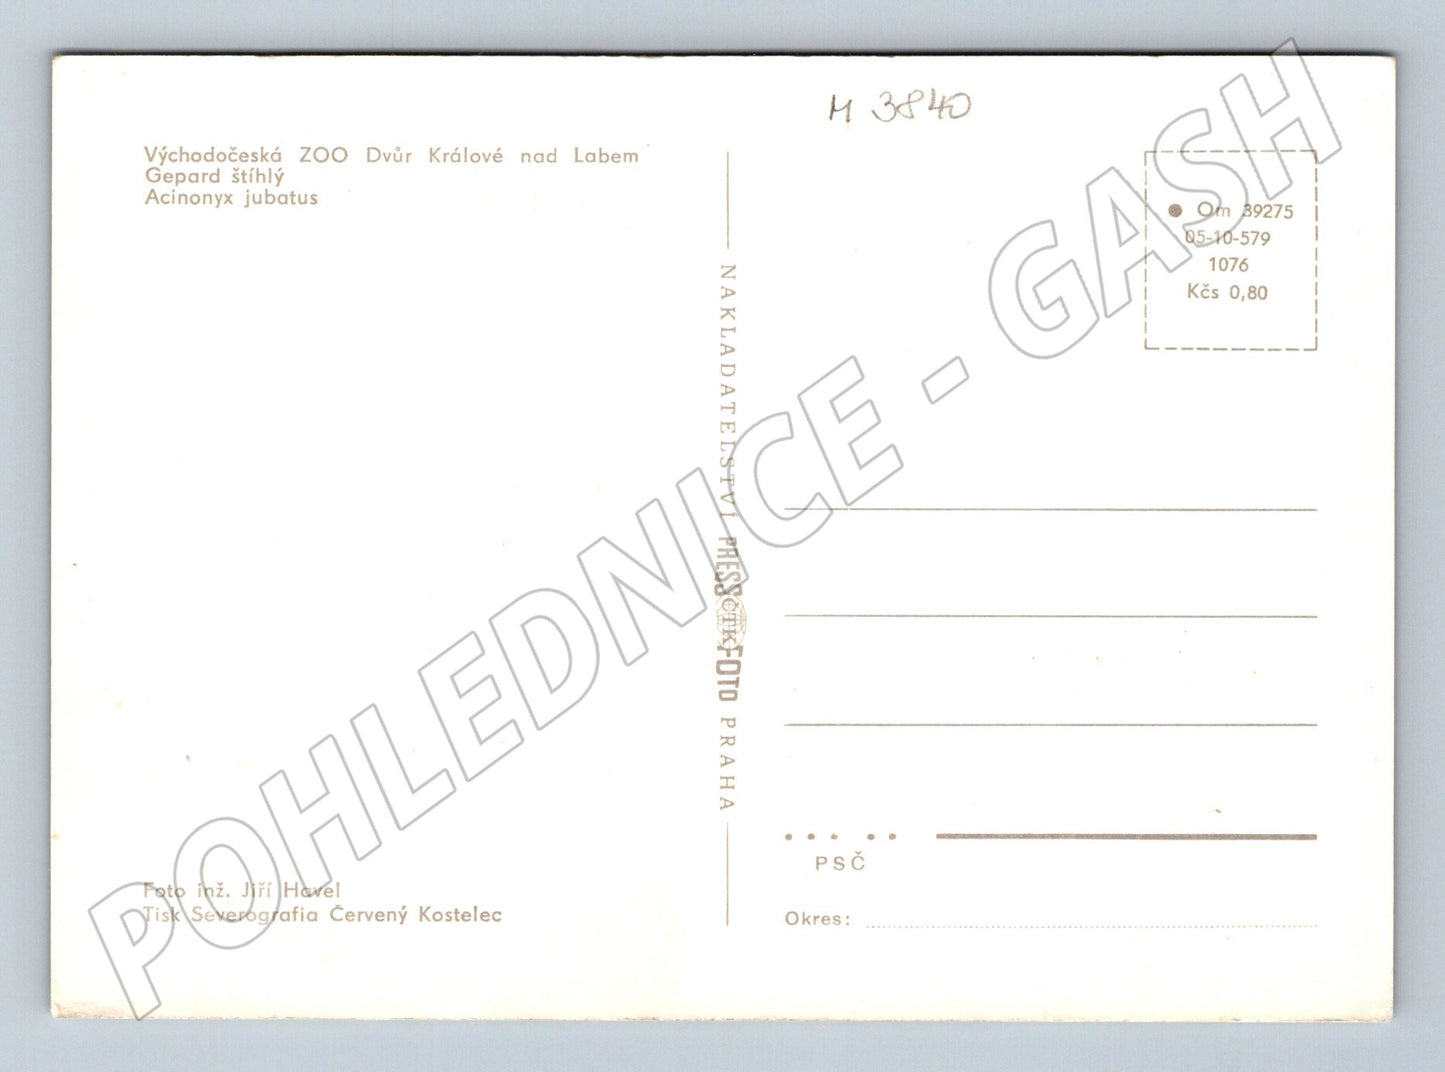 M 3840
Východočeská ZOO Dvůr Králové nad Labem
Gepard štíhlý
Acinonyx jubatus
Om 39275
05-10-579
1076
Kčs 0,80
NAKLADATELSTVÍ PRESSFOTO PRAHA
ČTK
POHLEDNICE - GASH
PSČ
Okres:
Foto inž. Jiří Havel
Tisk Severografia Červený Kostelec